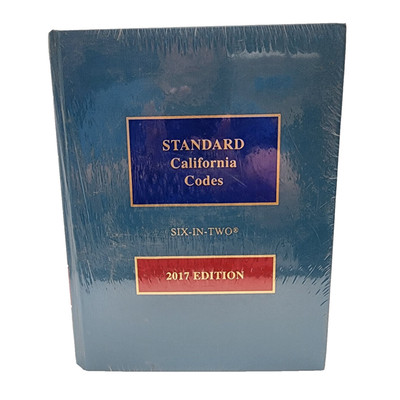 STANDARD
California
Codes
SIX-IN-TWO®
2017 EDITION